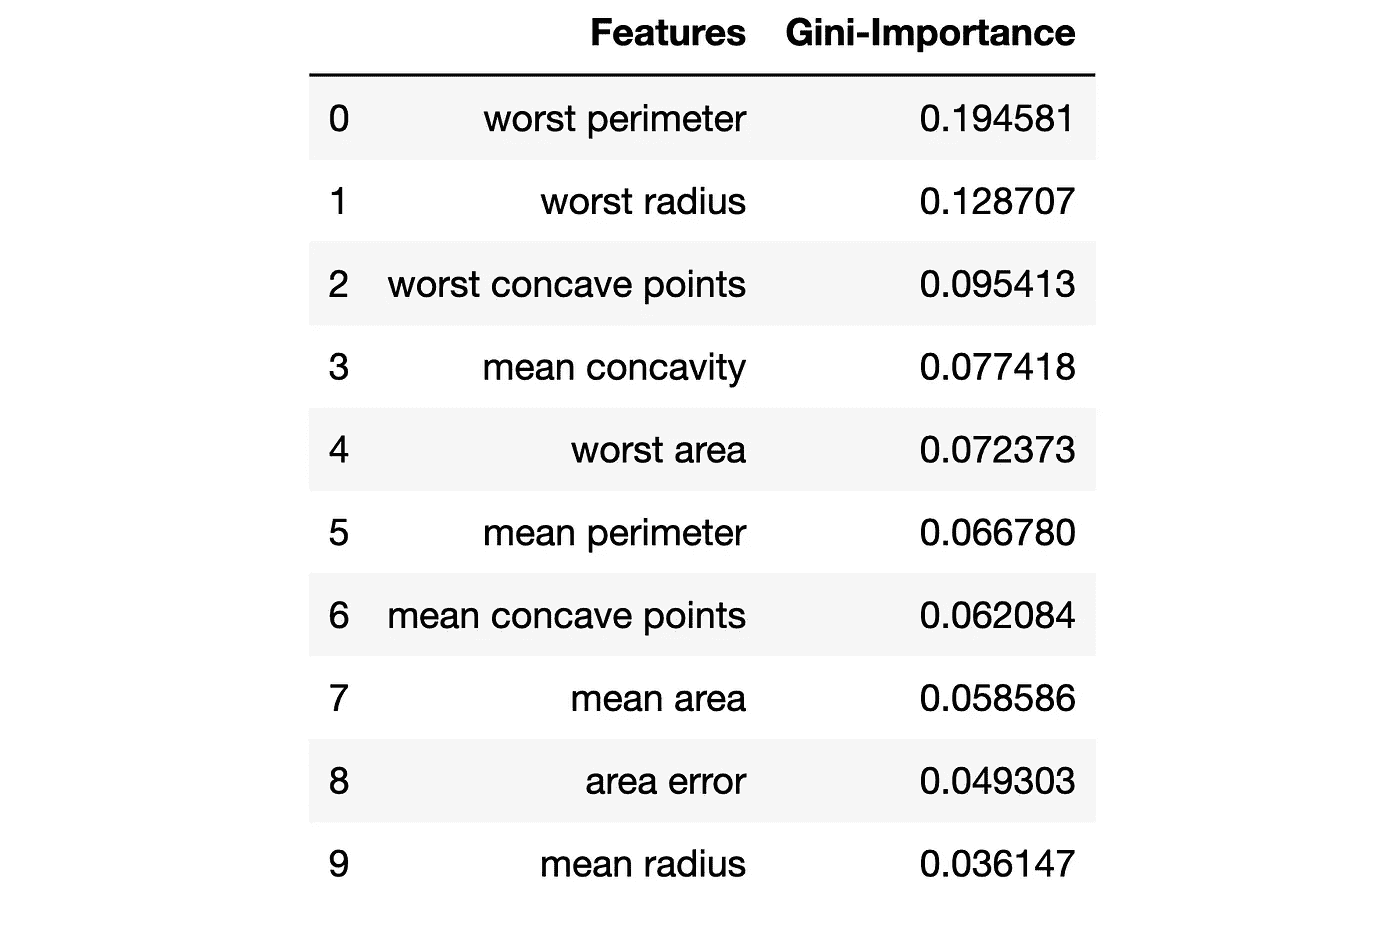 Features Gini-Importance
0 worst perimeter 0.194581
1 worst radius 0.128707
2 worst concave points 0.095413
3 mean concavity 0.077418
4 worst area 0.072373
5 mean perimeter 0.066780
6 mean concave points 0.062084
7 mean area 0.058586
8 area error 0.049303
9 mean radius 0.036147